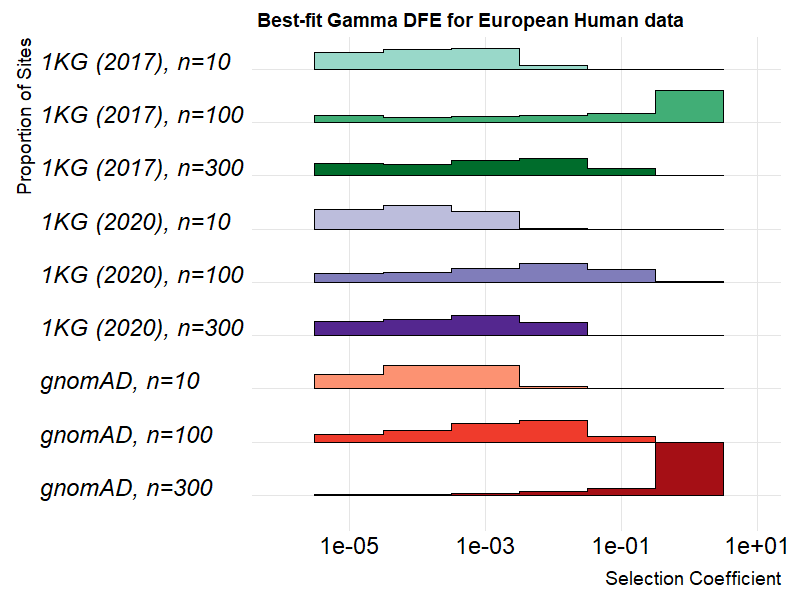 Best-fit Gamma DFE for European Human data
Proportion of Sites
1KG (2017), n=10
1KG (2017), n=100
1KG (2017), n=300
1KG (2020), n=10
1KG (2020), n=100
1KG (2020), n=300
gnomAD, n=10
gnomAD, n=100
gnomAD, n=300
1e-05 1e-03 1e-01 1e+01
Selection Coefficient